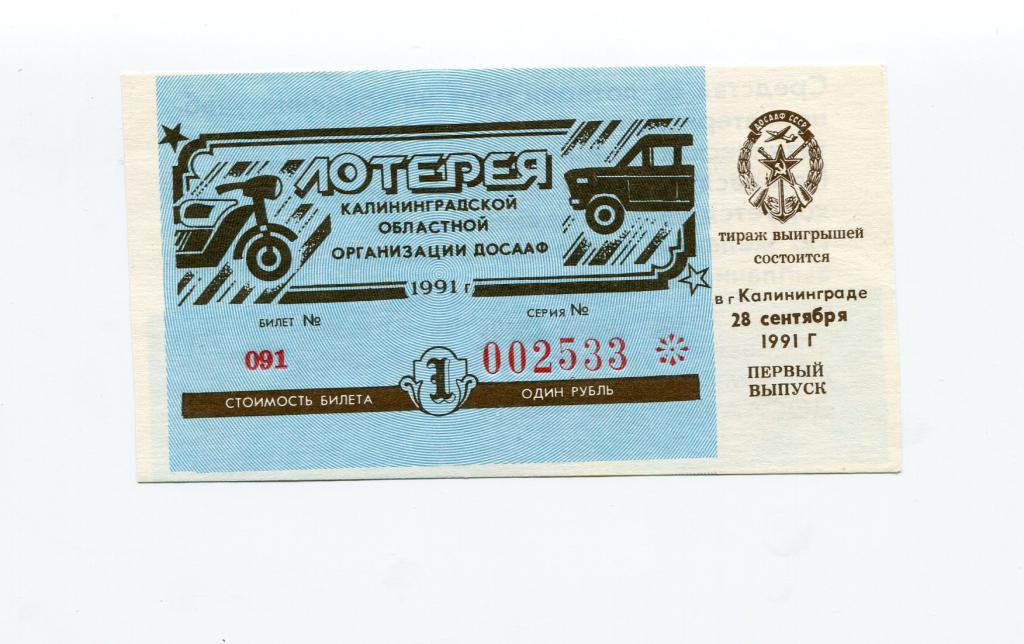 ЛОТЕРЕЯ
КАЛИНИНГРАДСКОЙ
ОБЛАСТНОЙ
ОРГАНИЗАЦИИ ДОСААФ
1991 г
БИЛЕТ №
СЕРИЯ №
091
002533
1
СТОИМОСТЬ БИЛЕТА
ОДИН РУБЛЬ
ДОСААФ СССР
тираж выигрышей
состоится
в г Калининграде
28 сентября
1991 Г
ПЕРВЫЙ
ВЫПУСК